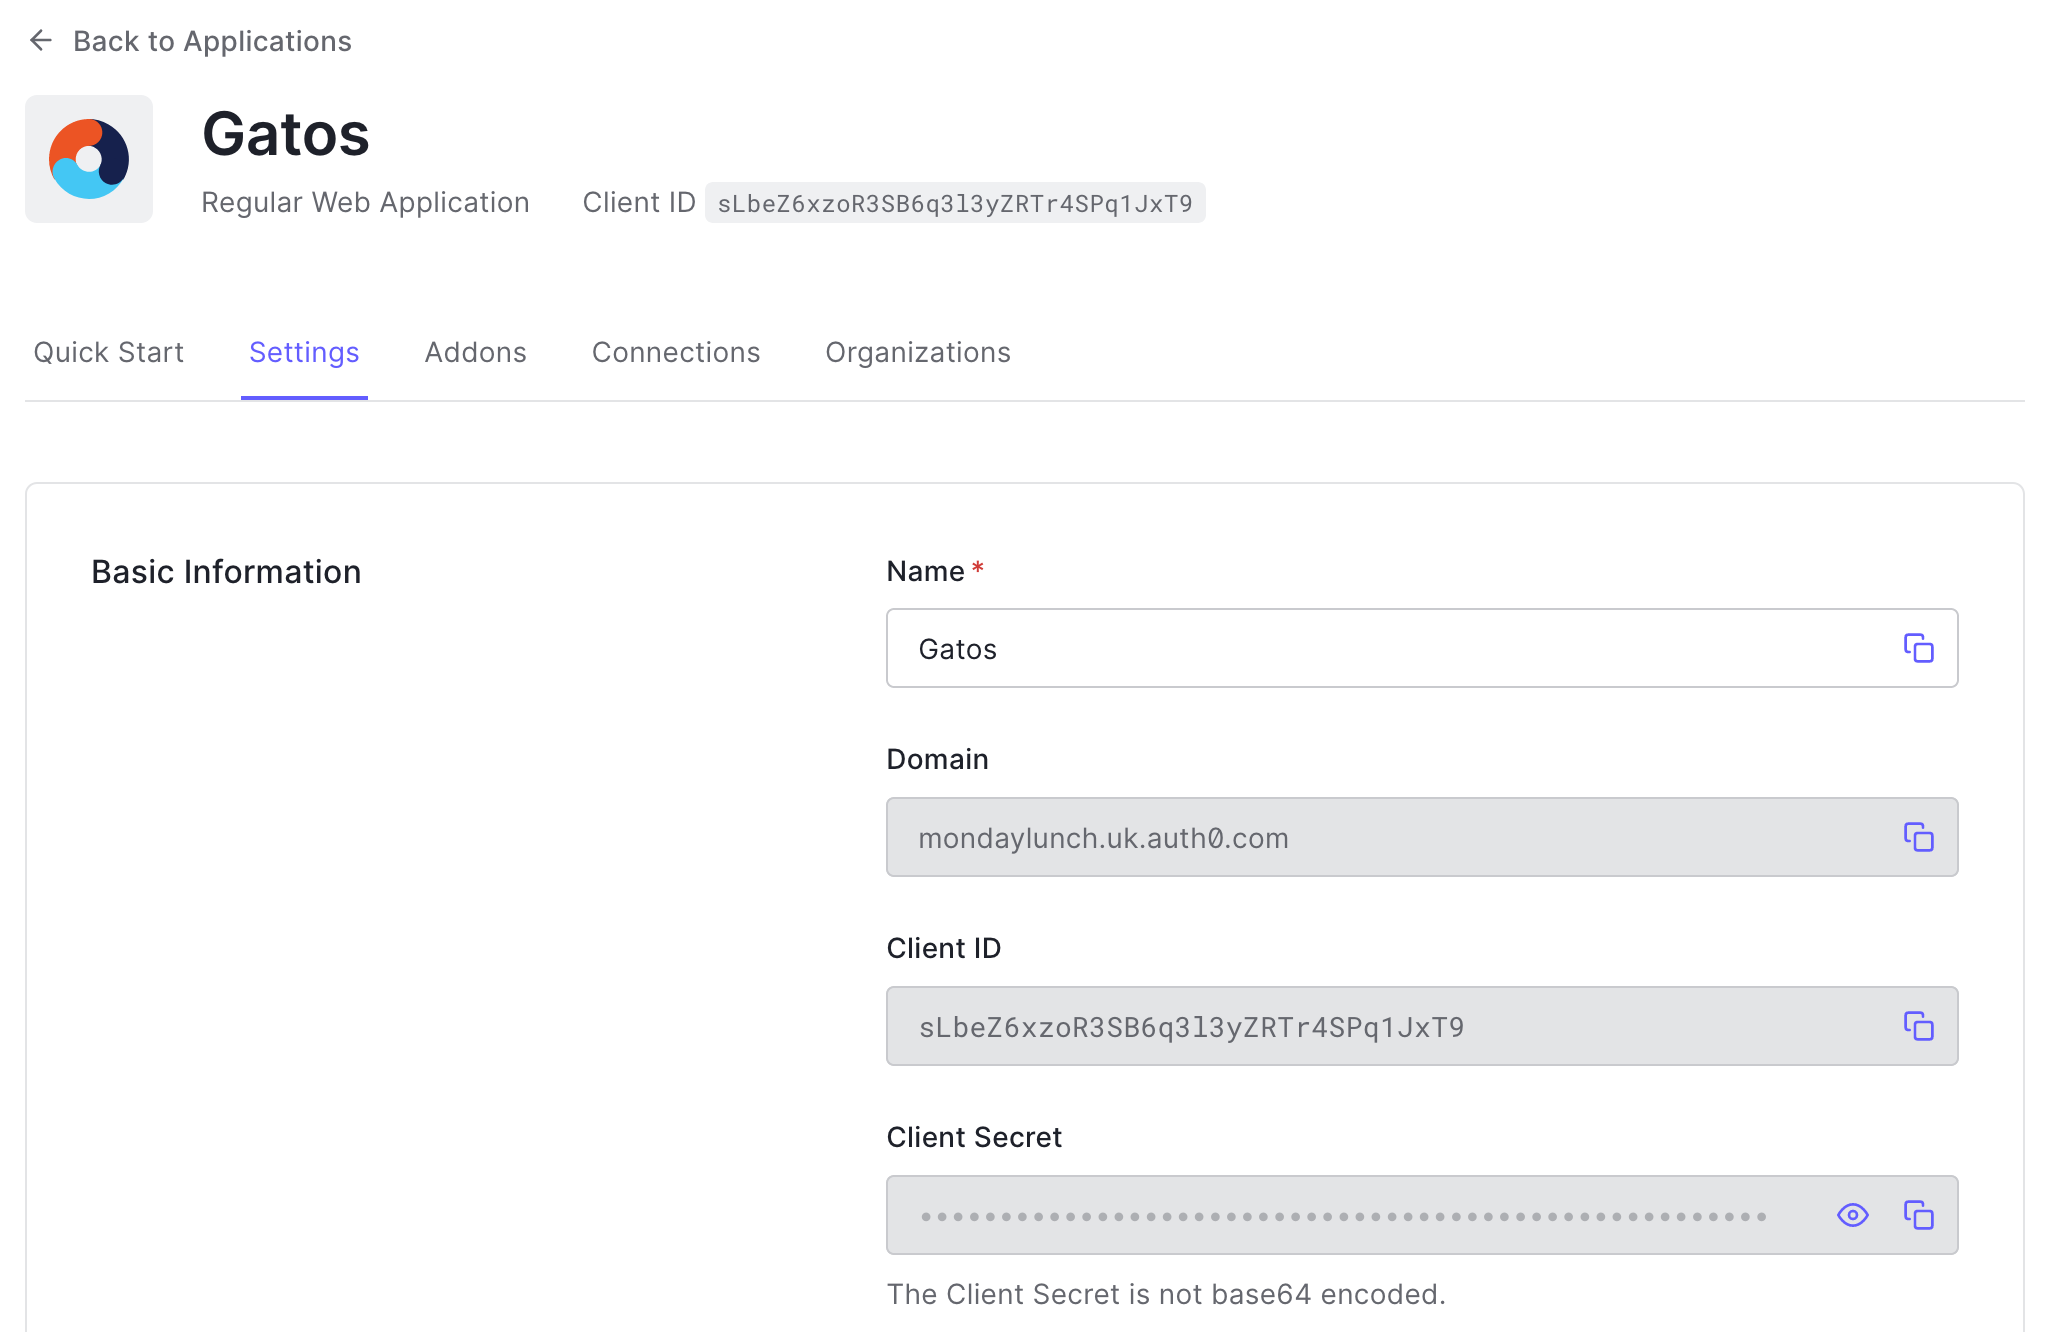 Back to Applications
Gatos
Regular Web Application Client ID sLbeZ6xzoR3SB6q3l3yZRTr4SPq1JxT9
Quick Start Settings Addons Connections Organizations
Basic Information
Name *
Gatos
Domain
mondaylunch.uk.auth0.com
Client ID
sLbeZ6xzoR3SB6q3l3yZRTr4SPq1JxT9
Client Secret
The Client Secret is not base64 encoded.